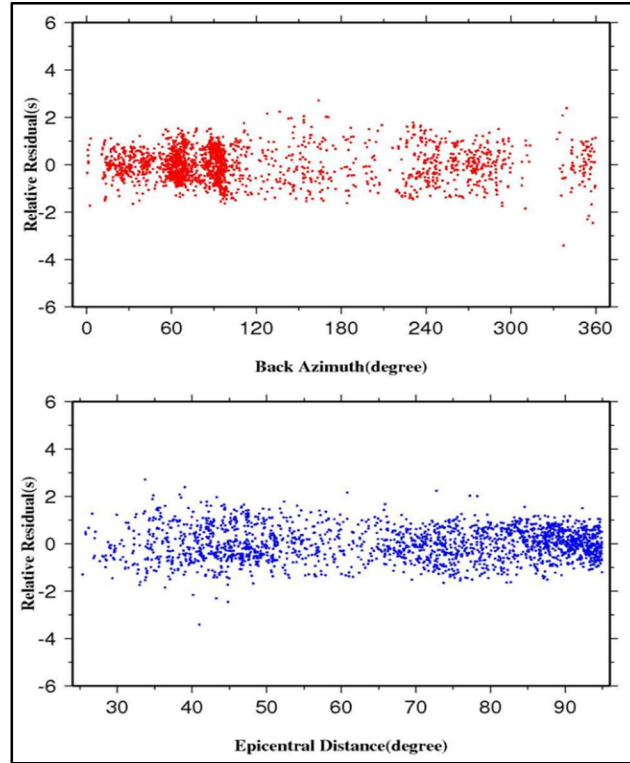 6
4
2
0
-2
-4
-6
Relative Residual(s)
0 60 120 180 240 300 360
Back Azimuth(degree)
6
4
2
0
-2
-4
-6
Relative Residual(s)
30 40 50 60 70 80 90
Epicentral Distance(degree)